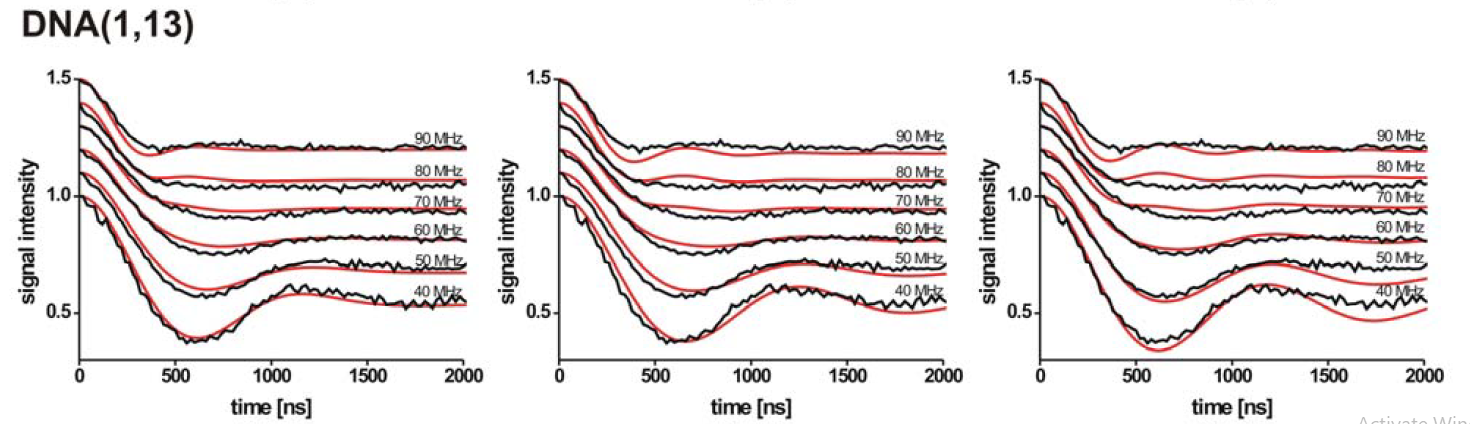 DNA(1,13)
1.5
1.0
0.5
signal intensity
90 MHz
80 MHz
70 MHz
60 MHz
50 MHz
40 MHz
0 500 1000 1500 2000
time [ns]
1.5
1.0
0.5
signal intensity
90 MHz
80 MHz
70 MHz
60 MHz
50 MHz
40 MHz
0 500 1000 1500 2000
time [ns]
1.5
1.0
0.5
signal intensity
90 MHz
80 MHz
70 MHz
60 MHz
50 MHz
40 MHz
0 500 1000 1500 2000
time [ns]